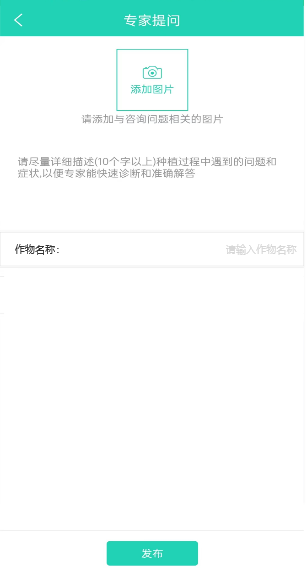 专家提问
添加图片
请添加与咨询问题相关的图片
请尽量详细描述(10个字以上)种植过程中遇到的问题和
症状,以便专家能快速诊断和准确解答
作物名称:
请输入作物名称
发布